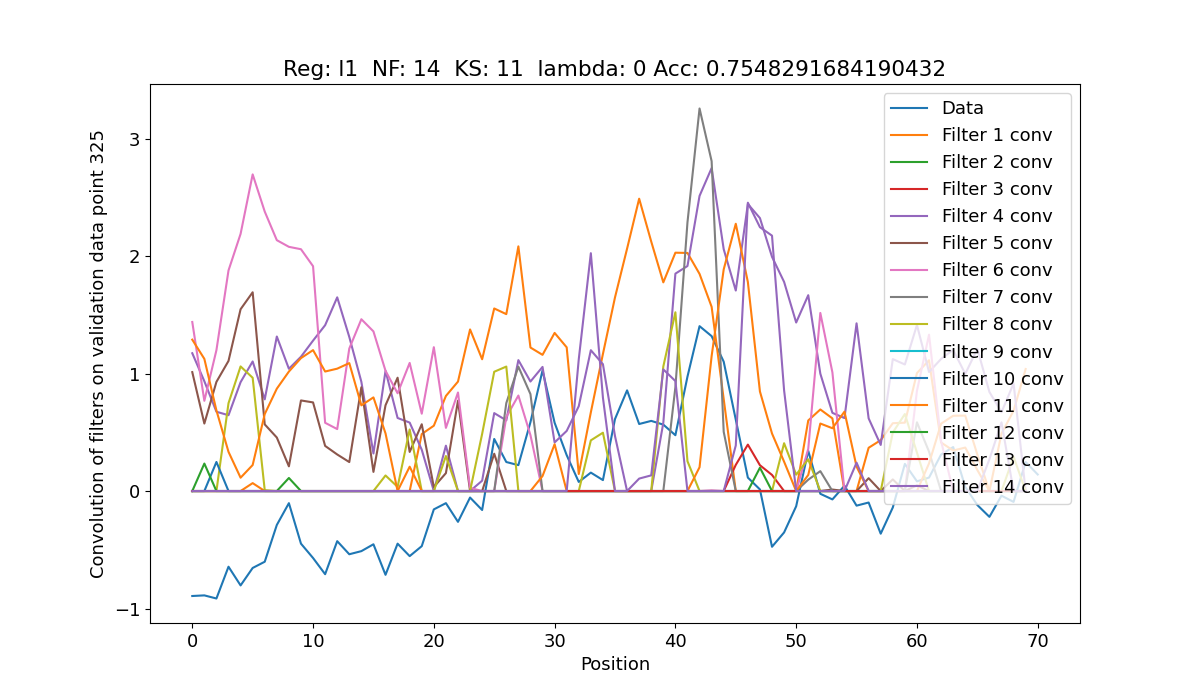 Reg: l1 NF: 14 KS: 11 lambda: 0 Acc: 0.7548291684190432
Convolution of filters on validation data point 325
3
2
1
0
−1
0 10 20 30 40 50 60 70
Position
Data
Filter 1 conv
Filter 2 conv
Filter 3 conv
Filter 4 conv
Filter 5 conv
Filter 6 conv
Filter 7 conv
Filter 8 conv
Filter 9 conv
Filter 10 conv
Filter 11 conv
Filter 12 conv
Filter 13 conv
Filter 14 conv